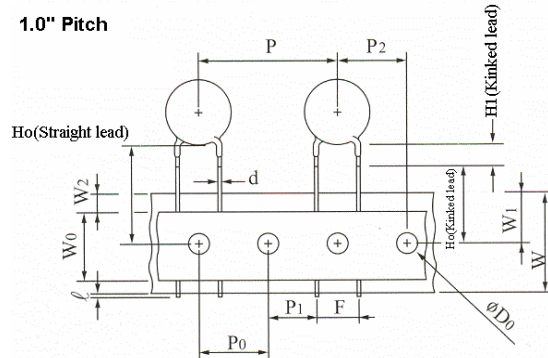 1.0" Pitch
P
P2
H1(Kinked lead)
Ho(Straight lead)
d
W2
Ho(Kinked lead)
W1
W0
W
ℓ
P1
F
øD0
P0